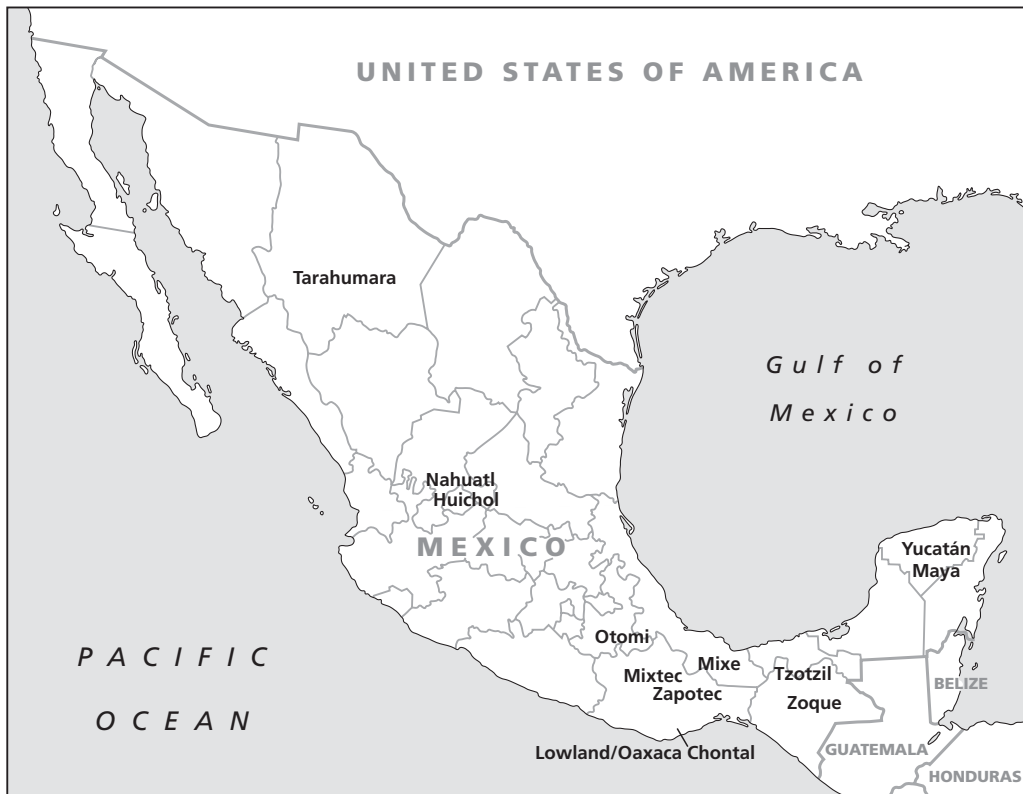 UNITED STATES OF AMERICA
Tarahumara
Gulf of
Mexico
Nahuatl
Huichol
MEXICO
Yucatán
Maya
Otomi
PACIFIC
OCEAN
Mixtec
Zapotec
Mixe
Tzotzil
Zoque
BELIZE
Lowland/Oaxaca Chontal
GUATEMALA
HONDURAS